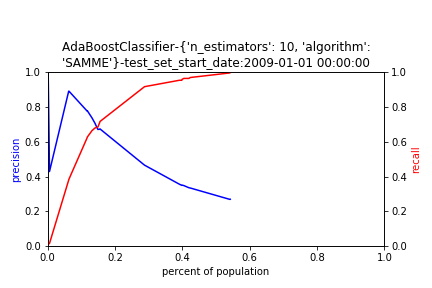 AdaBoostClassifier-{'n_estimators': 10, 'algorithm':
'SAMME'}-test_set_start_date:2009-01-01 00:00:00
1.0
0.8
0.6
0.4
0.2
0.0
precision
1.0
0.8
0.6
0.4
0.2
0.0
recall
0.0 0.2 0.4 0.6 0.8 1.0
percent of population